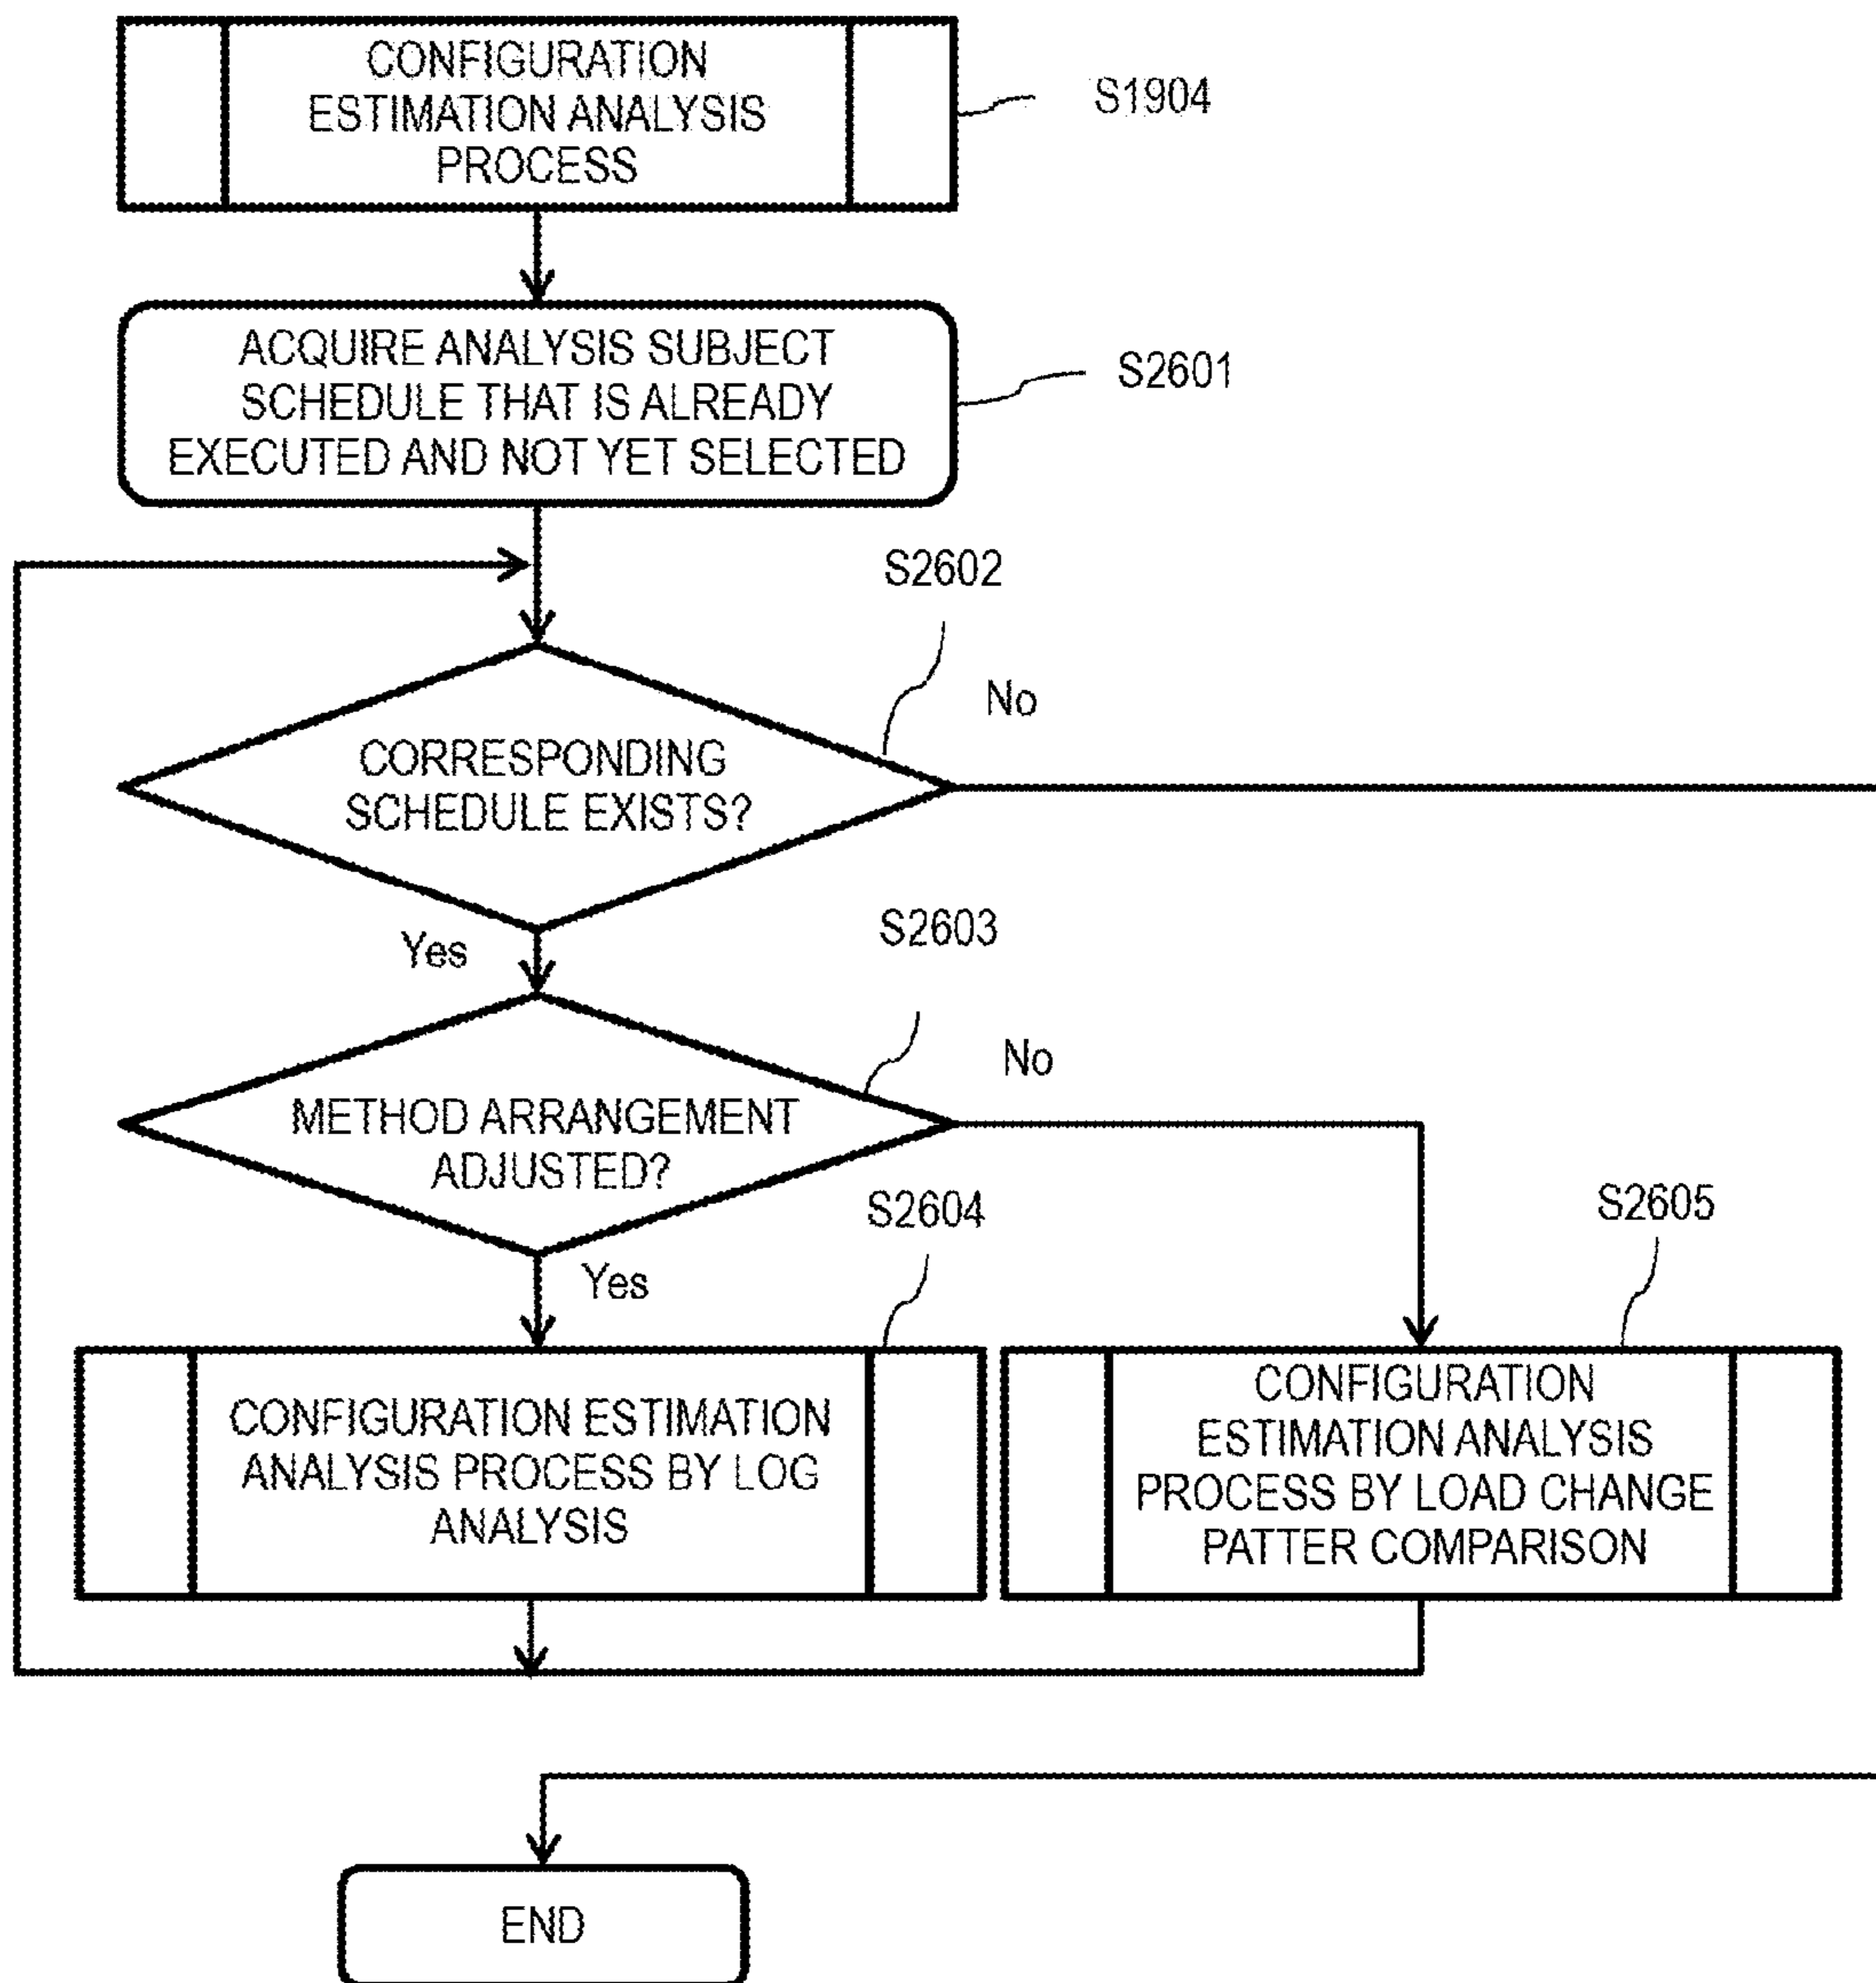 CONFIGURATION
ESTIMATION ANALYSIS
PROCESS
S1904
ACQUIRE ANALYSIS SUBJECT
SCHEDULE THAT IS ALREADY
EXECUTED AND NOT YET SELECTED
S2601
S2602
No
CORRESPONDING
SCHEDULE EXISTS?
Yes
S2603
No
METHOD ARRANGEMENT
ADJUSTED?
Yes
S2604
S2605
CONFIGURATION ESTIMATION
ANALYSIS PROCESS BY LOG
ANALYSIS
CONFIGURATION
ESTIMATION ANALYSIS
PROCESS BY LOAD CHANGE
PATTER COMPARISON
END